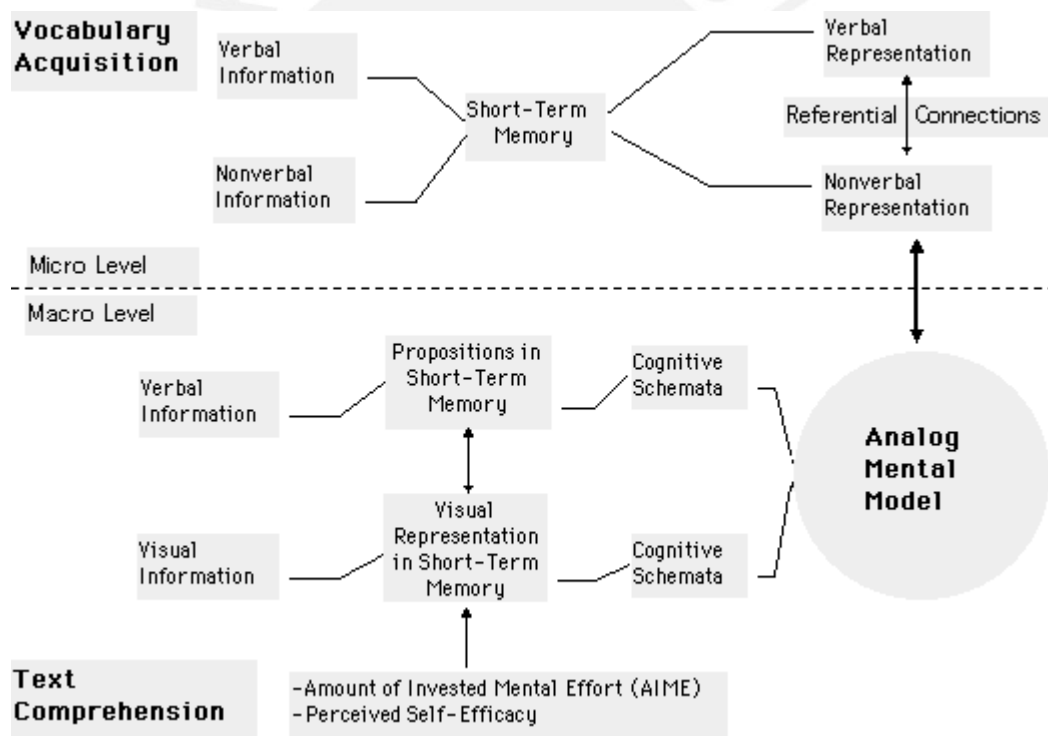 Vocabulary
Acquisition
Verbal
Information
Nonverbal
Information
Short-Term
Memory
Verbal
Representation
Referential
Connections
Nonverbal
Representation
Micro Level
Macro Level
Verbal
Information
Propositions in
Short-Term
Memory
Cognitive
Schemata
Visual
Information
Visual
Representation
in Short-Term
Memory
Cognitive
Schemata
Analog
Mental
Model
Text
Comprehension
-Amount of Invested Mental Effort (AIME)
-Perceived Self-Efficacy